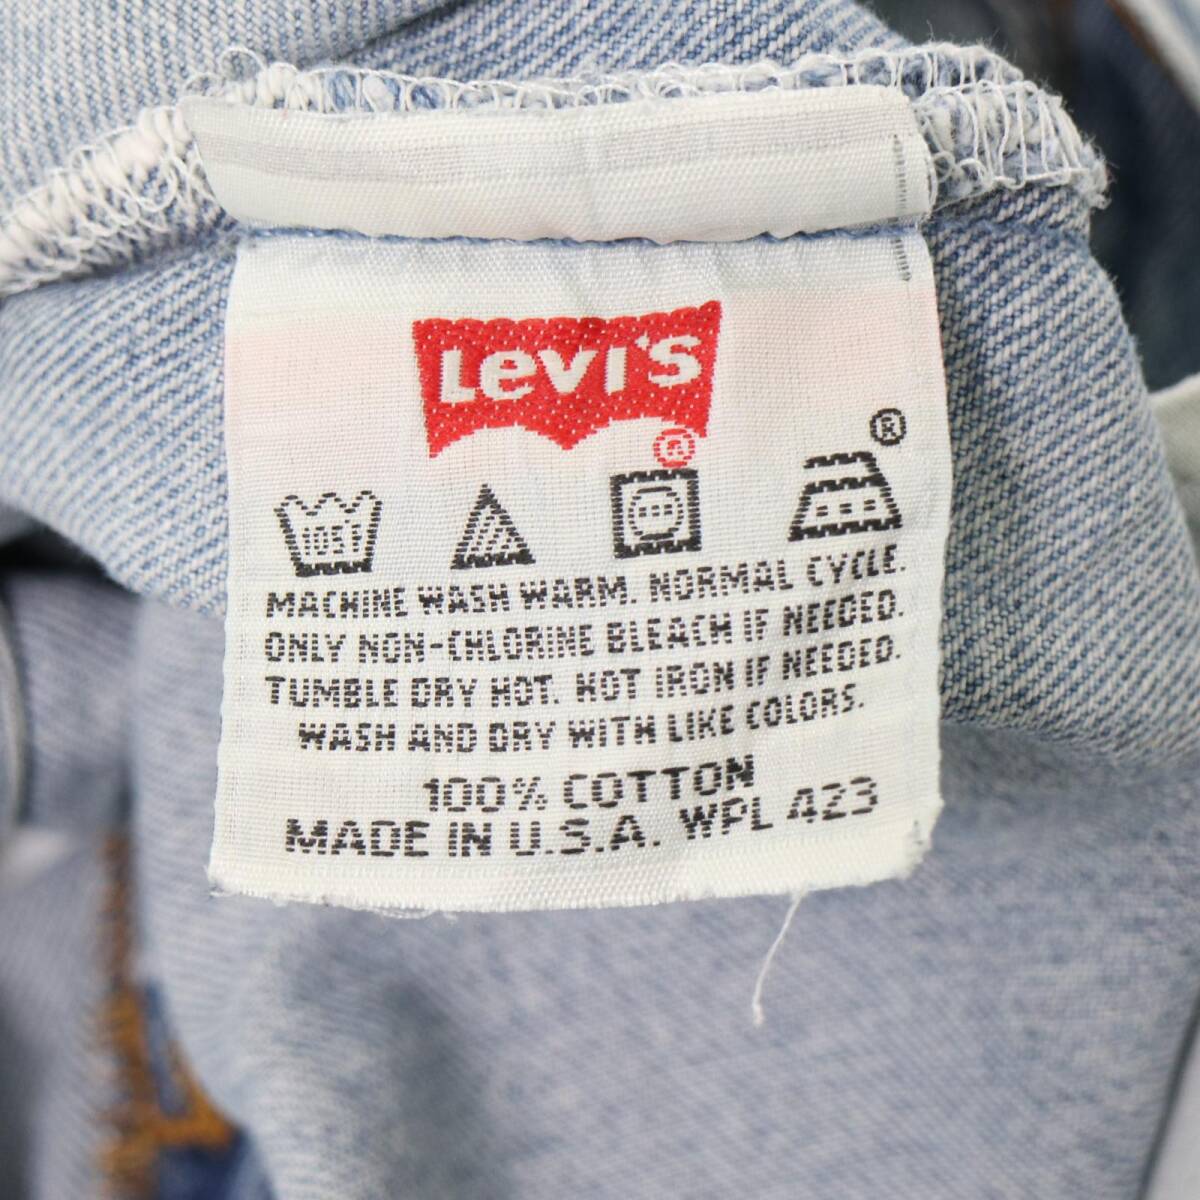 LEVI'S
®
®
105°F
MACHINE WASH WARM. NORMAL CYCLE.
ONLY NON-CHLORINE BLEACH IF NEEDED.
TUMBLE DRY HOT. HOT IRON IF NEEDED.
WASH AND DRY WITH LIKE COLORS.
100% COTTON
MADE IN U.S.A. WPL 423